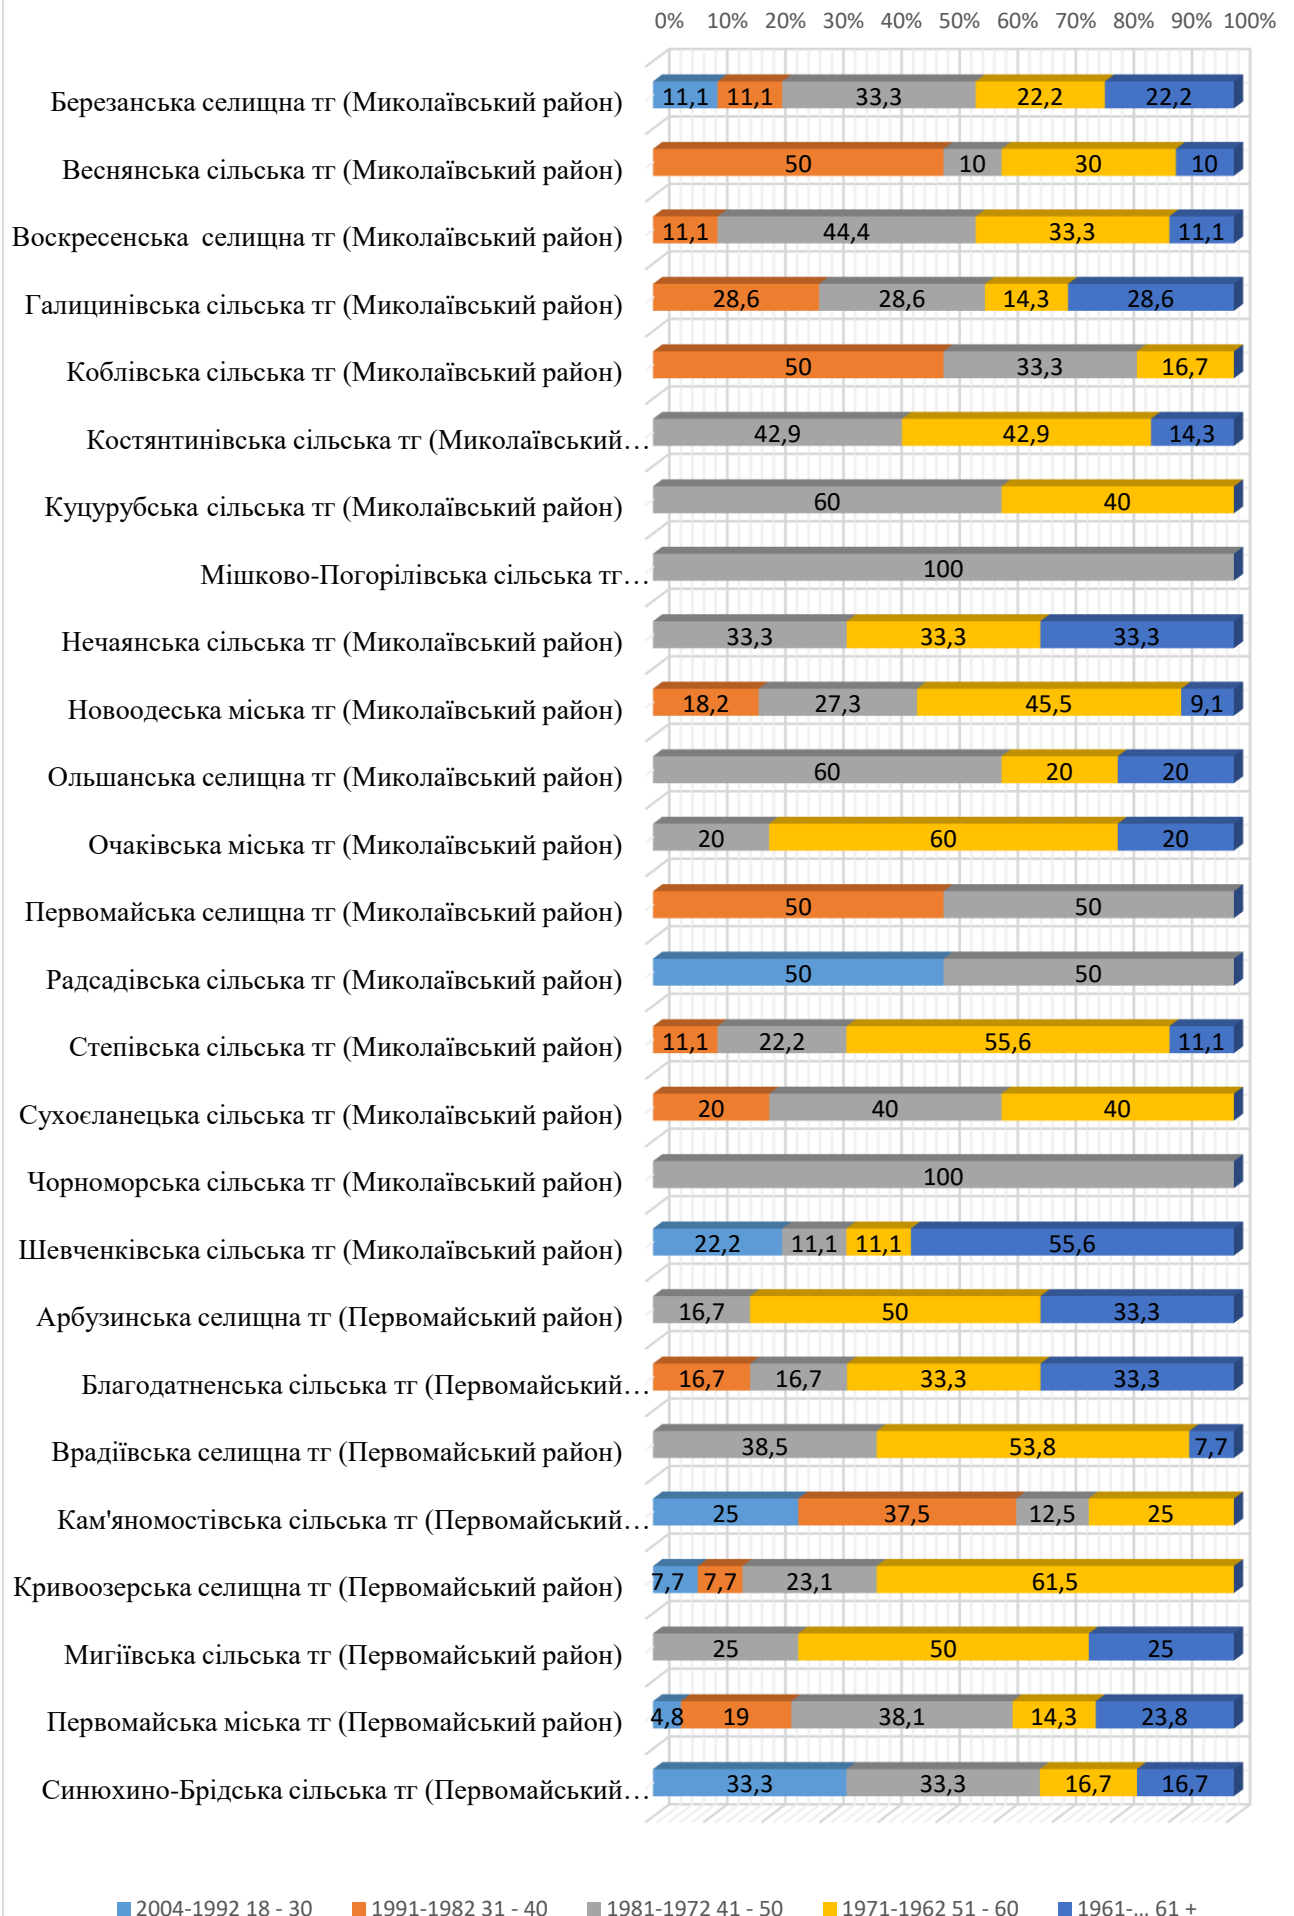 0% 10% 20% 30% 40% 50% 60% 70% 80% 90% 100%
Березанська селищна тг (Миколаївський район) 11,1 11,1 33,3 22,2 22,2
Веснянська сільська тг (Миколаївський район) 50 10 30 10
Воскресенська селищна тг (Миколаївський район) 11,1 44,4 33,3 11,1
Галицинівська сільська тг (Миколаївський район) 28,6 28,6 14,3 28,6
Коблівська сільська тг (Миколаївський район) 50 33,3 16,7
Костянтинівська сільська тг (Миколаївський… 42,9 42,9 14,3
Куцурубська сільська тг (Миколаївський район) 60 40
Мішково-Погорілівська сільська тг… 100
Нечаянська сільська тг (Миколаївський район) 33,3 33,3 33,3
Новоодеська міська тг (Миколаївський район) 18,2 27,3 45,5 9,1
Ольшанська селищна тг (Миколаївський район) 60 20 20
Очаківська міська тг (Миколаївський район) 20 60 20
Первомайська селищна тг (Миколаївський район) 50 50
Радсадівська сільська тг (Миколаївський район) 50 50
Степівська сільська тг (Миколаївський район) 11,1 22,2 55,6 11,1
Сухоєланецька сільська тг (Миколаївський район) 20 40 40
Чорноморська сільська тг (Миколаївський район) 100
Шевченківська сільська тг (Миколаївський район) 22,2 11,1 11,1 55,6
Арбузинська селищна тг (Первомайський район) 16,7 50 33,3
Благодатненська сільська тг (Первомайський… 16,7 16,7 33,3 33,3
Врадіївська селищна тг (Первомайський район) 38,5 53,8 7,7
Кам'яномостівська сільська тг (Первомайський… 25 37,5 12,5 25
Кривоозерська селищна тг (Первомайський район) 7,7 7,7 23,1 61,5
Мигіївська сільська тг (Первомайський район) 25 50 25
Первомайська міська тг (Первомайський район) 4,8 19 38,1 14,3 23,8
Синюхино-Брідська сільська тг (Первомайський… 33,3 33,3 16,7 16,7
2004-1992 18 - 30 1991-1982 31 - 40 1981-1972 41 - 50 1971-1962 51 - 60 1961-... 61 +